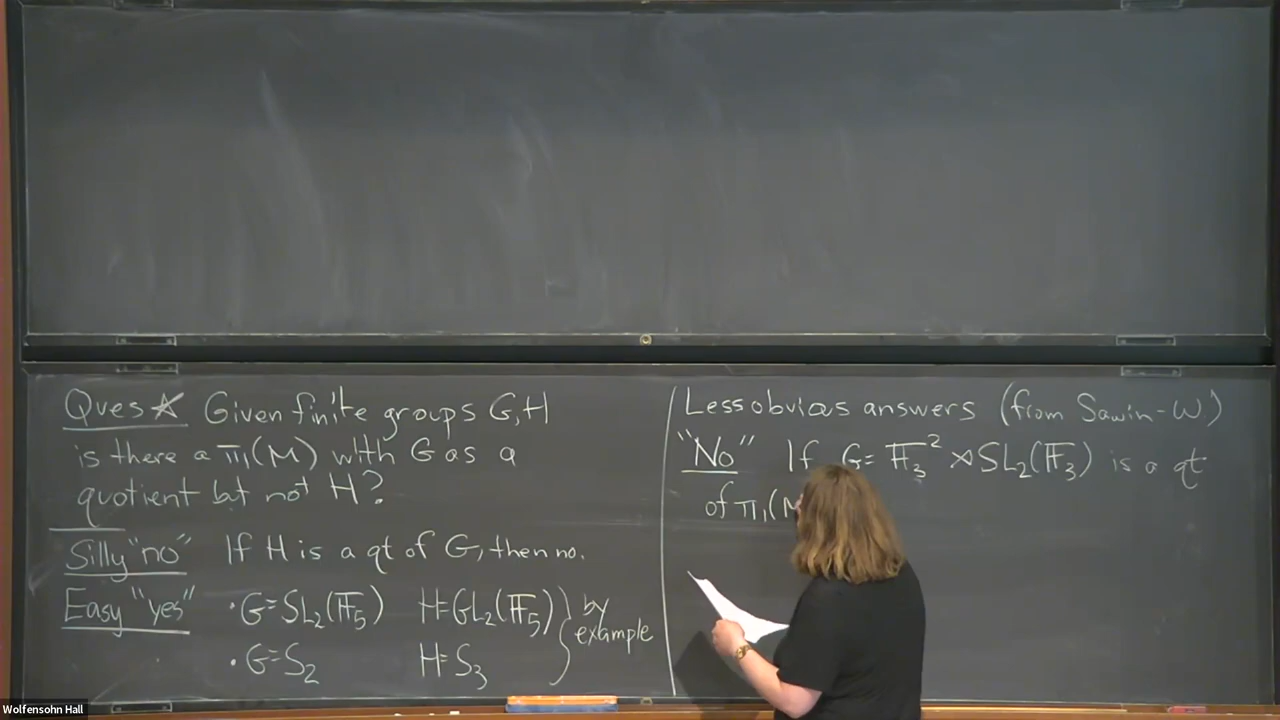 Ques ★ Given finite groups G, H
is there a π₁(M) with G as a
quotient but not H?
Silly "no" If H is a qt of G, then no.
Easy "yes" • G=SL₂(𝔽₅) H=GL₂(𝔽₅) } by
example
• G=S₂ H=S₃
Less obvious answers (from Sawin-W)
"No" If G= 𝔽₃² ⋊ SL₂(𝔽₃) is a qt
of π₁(M
Wolfensohn Hall